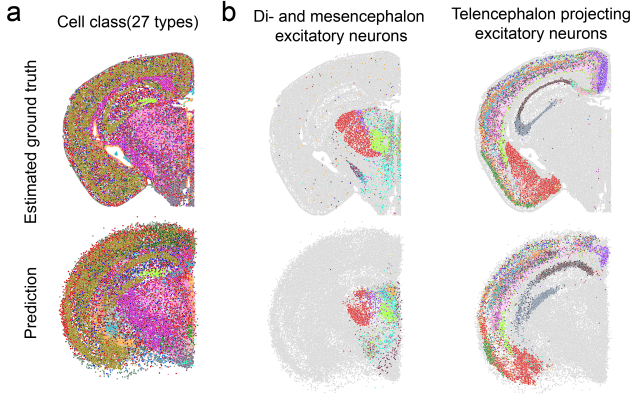 a
Cell class(27 types)
b
Di- and mesencephalon
excitatory neurons
Telencephalon projecting
excitatory neurons
Estimated ground truth
Prediction